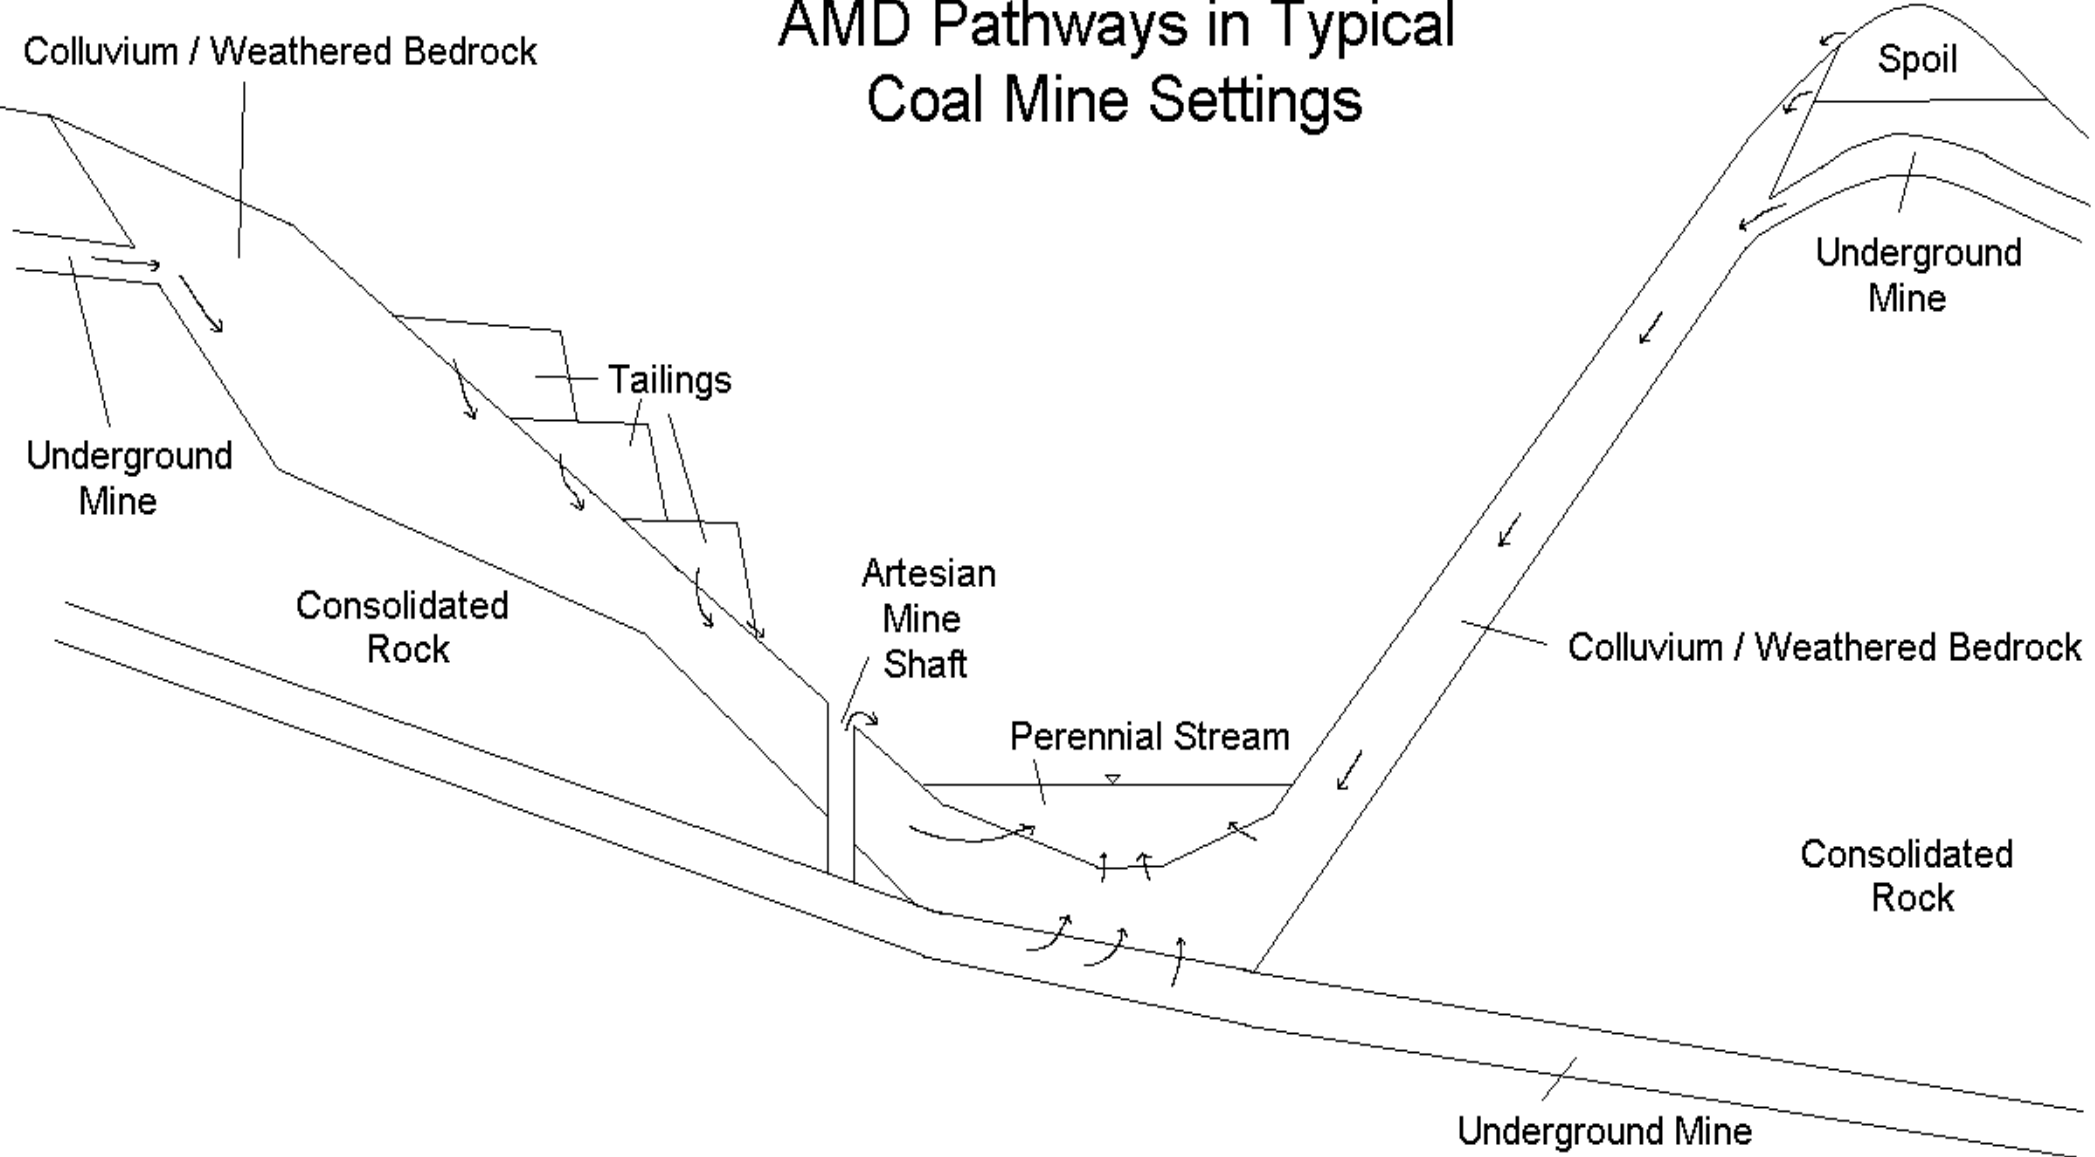 AMD Pathways in Typical
Coal Mine Settings
Colluvium / Weathered Bedrock
Spoil
Underground
Mine
Tailings
Underground
Mine
Artesian
Mine
Shaft
Consolidated
Rock
Colluvium / Weathered Bedrock
Perennial Stream
Consolidated
Rock
Underground Mine